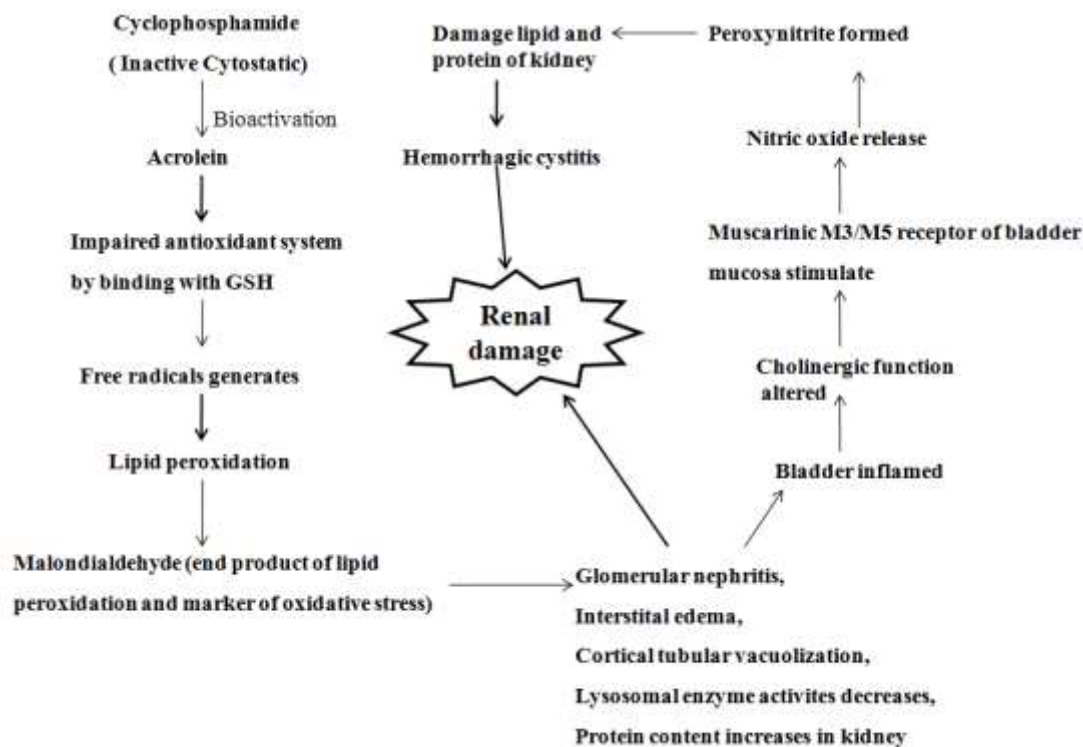 Cyclophosphamide
( Inactive Cytostatic)
Bioactivation
Acrolein
Impaired antioxidant system
by binding with GSH
Free radicals generates
Lipid peroxidation
Malondialdehyde (end product of lipid
peroxidation and marker of oxidative stress)
Glomerular nephritis,
Interstital edema,
Cortical tubular vacuolization,
Lysosomal enzyme activites decreases,
Protein content increases in kidney
Bladder inflamed
Cholinergic function
altered
Muscarinic M3/M5 receptor of bladder
mucosa stimulate
Nitric oxide release
Peroxynitrite formed
Damage lipid and
protein of kidney
Hemorrhagic cystitis
Renal
damage